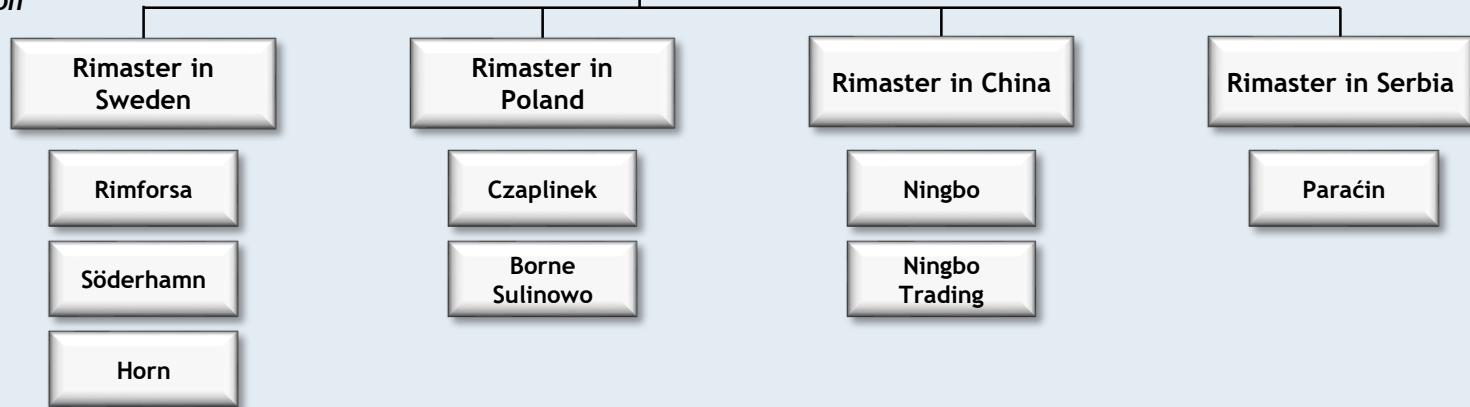 Rimaster in
Sweden
Rimforsa
Söderhamn
Horn
Rimaster in
Poland
Czaplinek
Borne
Sulinowo
Rimaster in China
Ningbo
Ningbo
Trading
Rimaster in Serbia
Paraćin